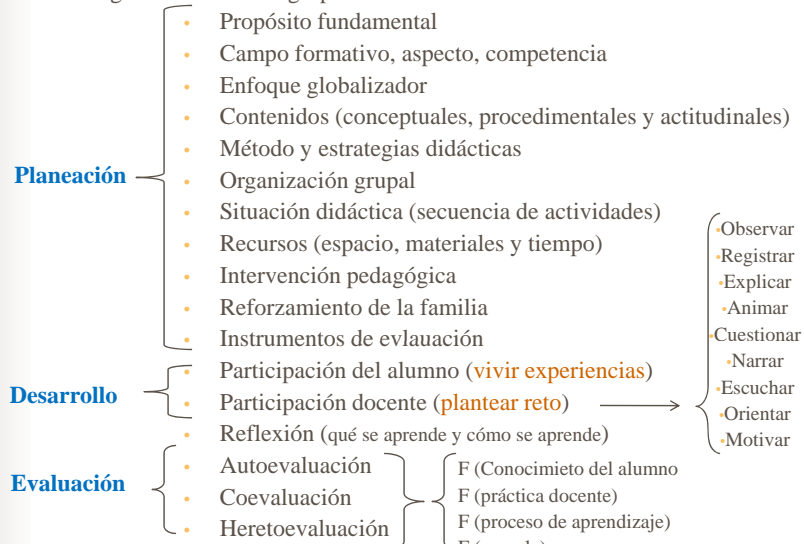 Propósito fundamental
Campo formativo, aspecto, competencia
Enfoque globalizador
Contenidos (conceptuales, procedimentales y actitudinales)
Método y estrategias didácticas
Planeación
Organización grupal
Situación didáctica (secuencia de actividades)
Recursos (espacio, materiales y tiempo)
Intervención pedagógica
Reforzamiento de la familia
Instrumentos de evlauación
Desarrollo
Participación del alumno (vivir experiencias)
Participación docente (plantear reto)
Observar
Registrar
Explicar
Animar
Cuestionar
Narrar
Escuchar
Orientar
Motivar
Reflexión (qué se aprende y cómo se aprende)
Evaluación
Autoevaluación
Coevaluación
Heretoevaluación
F (Conocimieto del alumno
F (práctica docente)
F (proceso de aprendizaje)